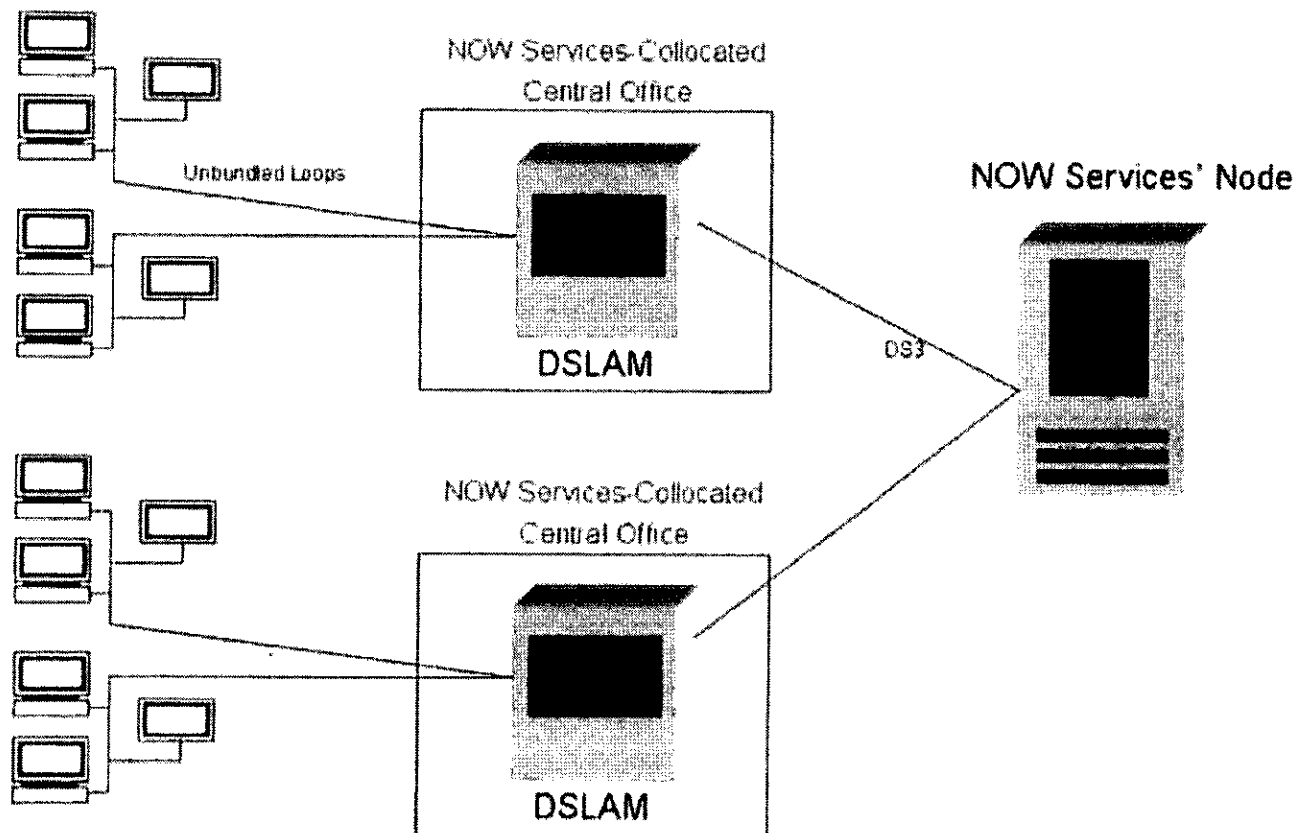 NOW Services-Collocated
Central Office
Unbundled Loops
DSLAM
NOW Services' Node
DS3
NOW Services-Collocated
Central Office
DSLAM